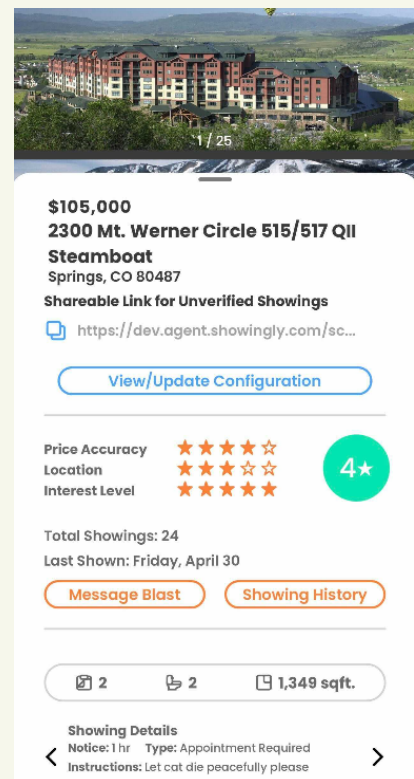 1 / 25
$105,000
2300 Mt. Werner Circle 515/517 QII
Steamboat
Springs, CO 80487
Shareable Link for Unverified Showings
https://dev.agent.showingly.com/sc...
View/Update Configuration
Price Accuracy
Location
Interest Level
4★
Total Showings: 24
Last Shown: Friday, April 30
Message Blast Showing History
2 2 1,349 sqft.
Showing Details
Notice: 1 hr Type: Appointment Required
Instructions: Let cat die peacefully please